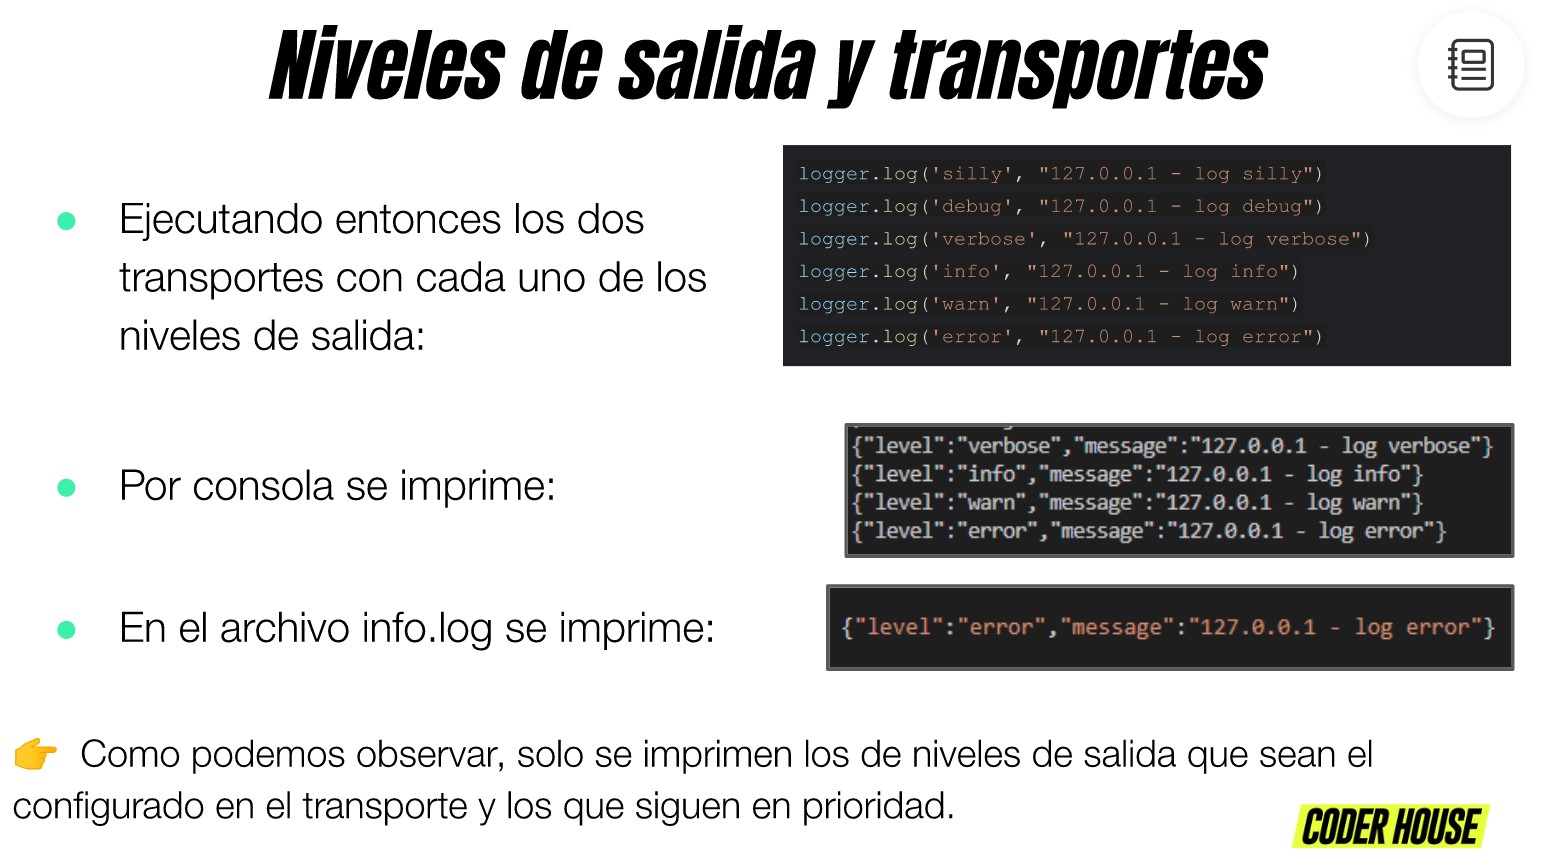 Niveles de salida y transportes
● Ejecutando entonces los dos
transportes con cada uno de los
niveles de salida:
logger.log('silly', "127.0.0.1 - log silly")
logger.log('debug', "127.0.0.1 - log debug")
logger.log('verbose', "127.0.0.1 - log verbose")
logger.log('info', "127.0.0.1 - log info")
logger.log('warn', "127.0.0.1 - log warn")
logger.log('error', "127.0.0.1 - log error")
● Por consola se imprime:
{"level":"verbose","message":"127.0.0.1 - log verbose"}
{"level":"info","message":"127.0.0.1 - log info"}
{"level":"warn","message":"127.0.0.1 - log warn"}
{"level":"error","message":"127.0.0.1 - log error"}
● En el archivo info.log se imprime:
{"level":"error","message":"127.0.0.1 - log error"}
👉 Como podemos observar, solo se imprimen los de niveles de salida que sean el
configurado en el transporte y los que siguen en prioridad.
CODER HOUSE